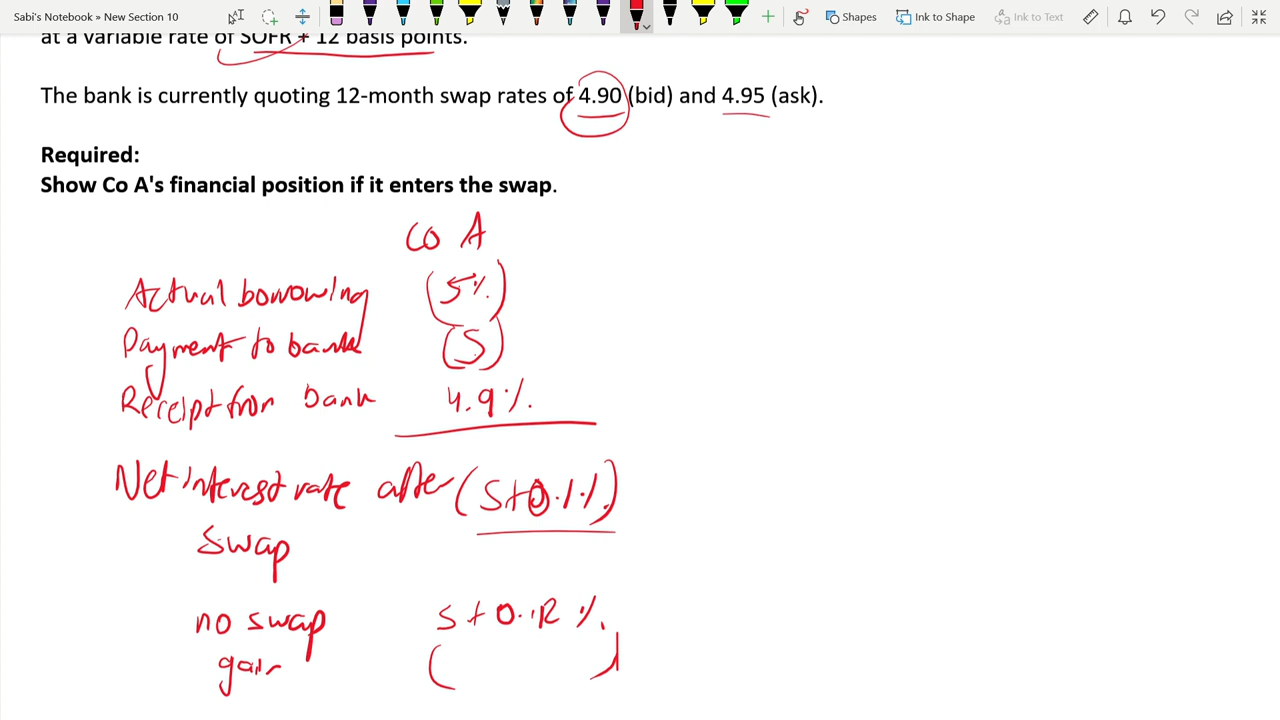 Sabi's Notebook » New Section 10
Shapes
Ink to Shape
Ink to Text
at a variable rate of SOFR + 12 basis points.
The bank is currently quoting 12-month swap rates of 4.90 (bid) and 4.95 (ask).
Required:
Show Co A's financial position if it enters the swap.
Co A
Actual borrowing (5%)
Payment to bank (S)
Receipt from bank 4.9%
Net interest rate after (S+0.1%)
swap
no swap S+0.12%
gain ( )